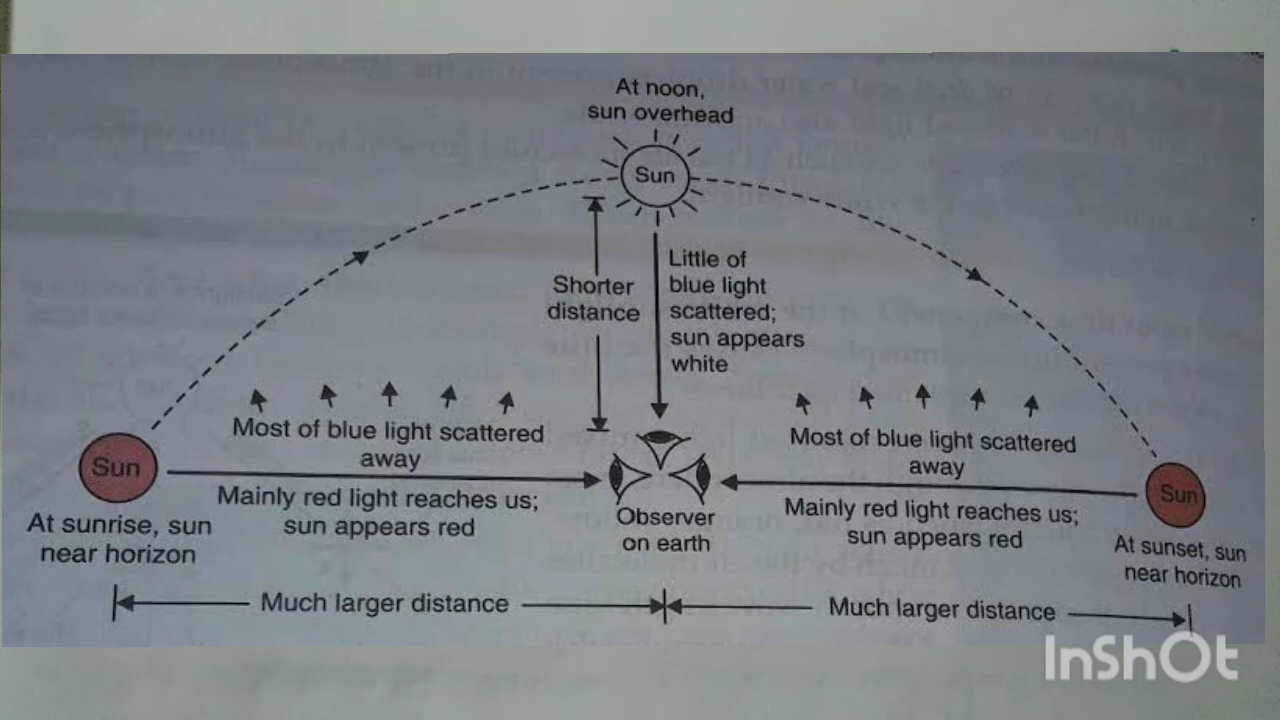 At noon,
sun overhead
Sun
Shorter
distance
Little of
blue light
scattered;
sun appears
white
Most of blue light scattered
away
Sun
Mainly red light reaches us;
sun appears red
At sunrise, sun
near horizon
Observer
on earth
Most of blue light scattered
away
Sun
Mainly red light reaches us;
sun appears red
At sunset, sun
near horizon
Much larger distance
Much larger distance
InShOt